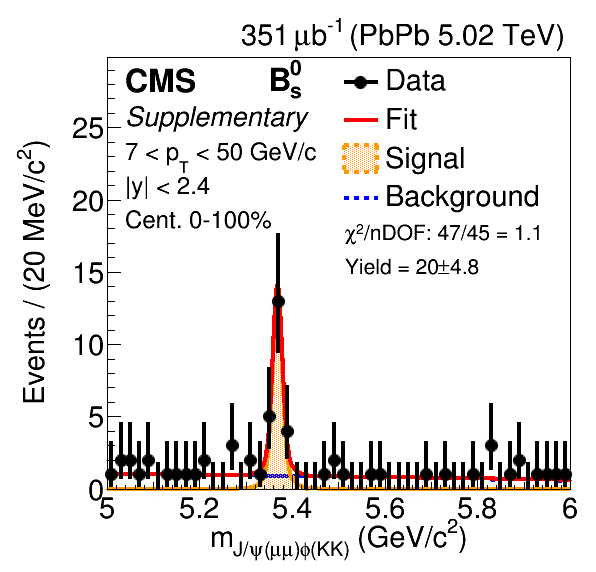 351 μb⁻¹ (PbPb 5.02 TeV)
CMS
B⁰ₛ
Supplementary
7 < p_T < 50 GeV/c
|y| < 2.4
Cent. 0-100%
Data
Fit
Signal
Background
χ²/nDOF: 47/45 = 1.1
Yield = 20±4.8
Events / (20 MeV/c²)
25
20
15
10
5
0
5 5.2 5.4 5.6 5.8 6
m_J/ψ(μμ)φ(KK) (GeV/c²)